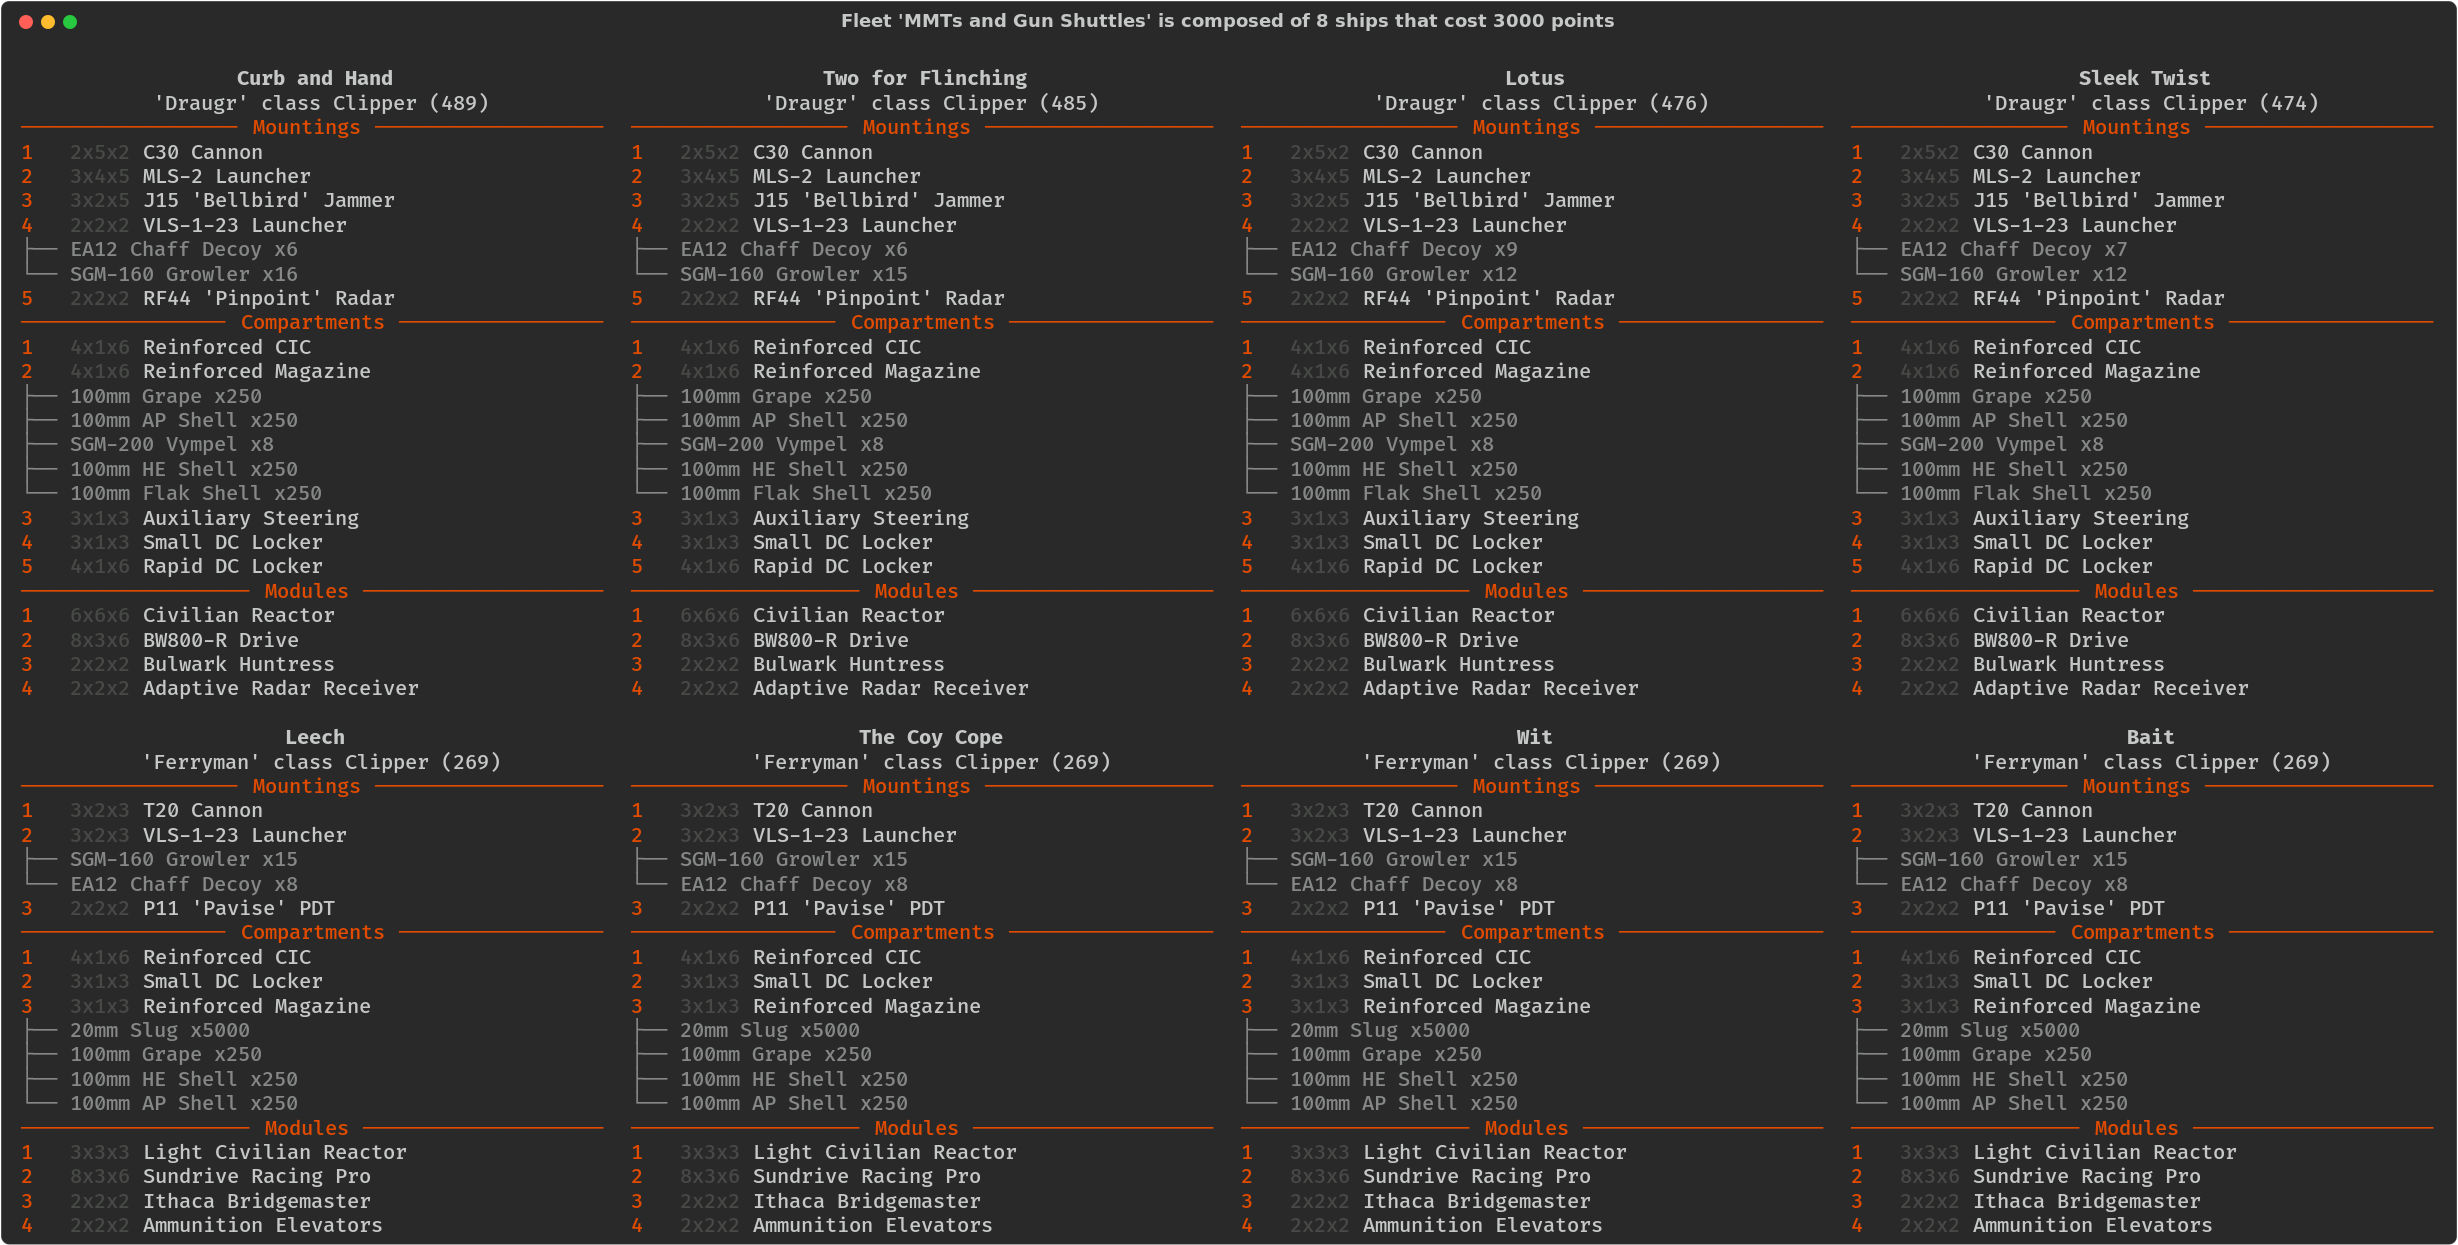 Fleet 'MMTs and Gun Shuttles' is composed of 8 ships that cost 3000 points
Curb and Hand
'Draugr' class Clipper (489)
Mountings
1 2x5x2 C30 Cannon
2 3x4x5 MLS-2 Launcher
3 3x2x5 J15 'Bellbird' Jammer
4 2x2x2 VLS-1-23 Launcher
EA12 Chaff Decoy x6
SGM-160 Growler x16
5 2x2x2 RF44 'Pinpoint' Radar
Compartments
1 4x1x6 Reinforced CIC
2 4x1x6 Reinforced Magazine
100mm Grape x250
100mm AP Shell x250
SGM-200 Vympel x8
100mm HE Shell x250
100mm Flak Shell x250
3 3x1x3 Auxiliary Steering
4 3x1x3 Small DC Locker
5 4x1x6 Rapid DC Locker
Modules
1 6x6x6 Civilian Reactor
2 8x3x6 BW800-R Drive
3 2x2x2 Bulwark Huntress
4 2x2x2 Adaptive Radar Receiver
Two for Flinching
'Draugr' class Clipper (485)
Mountings
1 2x5x2 C30 Cannon
2 3x4x5 MLS-2 Launcher
3 3x2x5 J15 'Bellbird' Jammer
4 2x2x2 VLS-1-23 Launcher
EA12 Chaff Decoy x6
SGM-160 Growler x15
5 2x2x2 RF44 'Pinpoint' Radar
Compartments
1 4x1x6 Reinforced CIC
2 4x1x6 Reinforced Magazine
100mm Grape x250
100mm AP Shell x250
SGM-200 Vympel x8
100mm HE Shell x250
100mm Flak Shell x250
3 3x1x3 Auxiliary Steering
4 3x1x3 Small DC Locker
5 4x1x6 Rapid DC Locker
Modules
1 6x6x6 Civilian Reactor
2 8x3x6 BW800-R Drive
3 2x2x2 Bulwark Huntress
4 2x2x2 Adaptive Radar Receiver
Lotus
'Draugr' class Clipper (476)
Mountings
1 2x5x2 C30 Cannon
2 3x4x5 MLS-2 Launcher
3 3x2x5 J15 'Bellbird' Jammer
4 2x2x2 VLS-1-23 Launcher
EA12 Chaff Decoy x9
SGM-160 Growler x12
5 2x2x2 RF44 'Pinpoint' Radar
Compartments
1 4x1x6 Reinforced CIC
2 4x1x6 Reinforced Magazine
100mm Grape x250
100mm AP Shell x250
SGM-200 Vympel x8
100mm HE Shell x250
100mm Flak Shell x250
3 3x1x3 Auxiliary Steering
4 3x1x3 Small DC Locker
5 4x1x6 Rapid DC Locker
Modules
1 6x6x6 Civilian Reactor
2 8x3x6 BW800-R Drive
3 2x2x2 Bulwark Huntress
4 2x2x2 Adaptive Radar Receiver
Sleek Twist
'Draugr' class Clipper (474)
Mountings
1 2x5x2 C30 Cannon
2 3x4x5 MLS-2 Launcher
3 3x2x5 J15 'Bellbird' Jammer
4 2x2x2 VLS-1-23 Launcher
EA12 Chaff Decoy x7
SGM-160 Growler x12
5 2x2x2 RF44 'Pinpoint' Radar
Compartments
1 4x1x6 Reinforced CIC
2 4x1x6 Reinforced Magazine
100mm Grape x250
100mm AP Shell x250
SGM-200 Vympel x8
100mm HE Shell x250
100mm Flak Shell x250
3 3x1x3 Auxiliary Steering
4 3x1x3 Small DC Locker
5 4x1x6 Rapid DC Locker
Modules
1 6x6x6 Civilian Reactor
2 8x3x6 BW800-R Drive
3 2x2x2 Bulwark Huntress
4 2x2x2 Adaptive Radar Receiver
Leech
'Ferryman' class Clipper (269)
Mountings
1 3x2x3 T20 Cannon
2 3x2x3 VLS-1-23 Launcher
SGM-160 Growler x15
EA12 Chaff Decoy x8
3 2x2x2 P11 'Pavise' PDT
Compartments
1 4x1x6 Reinforced CIC
2 3x1x3 Small DC Locker
3 3x1x3 Reinforced Magazine
20mm Slug x5000
100mm Grape x250
100mm HE Shell x250
100mm AP Shell x250
Modules
1 3x3x3 Light Civilian Reactor
2 8x3x6 Sundrive Racing Pro
3 2x2x2 Ithaca Bridgemaster
4 2x2x2 Ammunition Elevators
The Coy Cope
'Ferryman' class Clipper (269)
Mountings
1 3x2x3 T20 Cannon
2 3x2x3 VLS-1-23 Launcher
SGM-160 Growler x15
EA12 Chaff Decoy x8
3 2x2x2 P11 'Pavise' PDT
Compartments
1 4x1x6 Reinforced CIC
2 3x1x3 Small DC Locker
3 3x1x3 Reinforced Magazine
20mm Slug x5000
100mm Grape x250
100mm HE Shell x250
100mm AP Shell x250
Modules
1 3x3x3 Light Civilian Reactor
2 8x3x6 Sundrive Racing Pro
3 2x2x2 Ithaca Bridgemaster
4 2x2x2 Ammunition Elevators
Wit
'Ferryman' class Clipper (269)
Mountings
1 3x2x3 T20 Cannon
2 3x2x3 VLS-1-23 Launcher
SGM-160 Growler x15
EA12 Chaff Decoy x8
3 2x2x2 P11 'Pavise' PDT
Compartments
1 4x1x6 Reinforced CIC
2 3x1x3 Small DC Locker
3 3x1x3 Reinforced Magazine
20mm Slug x5000
100mm Grape x250
100mm HE Shell x250
100mm AP Shell x250
Modules
1 3x3x3 Light Civilian Reactor
2 8x3x6 Sundrive Racing Pro
3 2x2x2 Ithaca Bridgemaster
4 2x2x2 Ammunition Elevators
Bait
'Ferryman' class Clipper (269)
Mountings
1 3x2x3 T20 Cannon
2 3x2x3 VLS-1-23 Launcher
SGM-160 Growler x15
EA12 Chaff Decoy x8
3 2x2x2 P11 'Pavise' PDT
Compartments
1 4x1x6 Reinforced CIC
2 3x1x3 Small DC Locker
3 3x1x3 Reinforced Magazine
20mm Slug x5000
100mm Grape x250
100mm HE Shell x250
100mm AP Shell x250
Modules
1 3x3x3 Light Civilian Reactor
2 8x3x6 Sundrive Racing Pro
3 2x2x2 Ithaca Bridgemaster
4 2x2x2 Ammunition Elevators